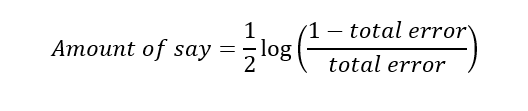 Amount of say = 1/2 log(1 − total error / total error)